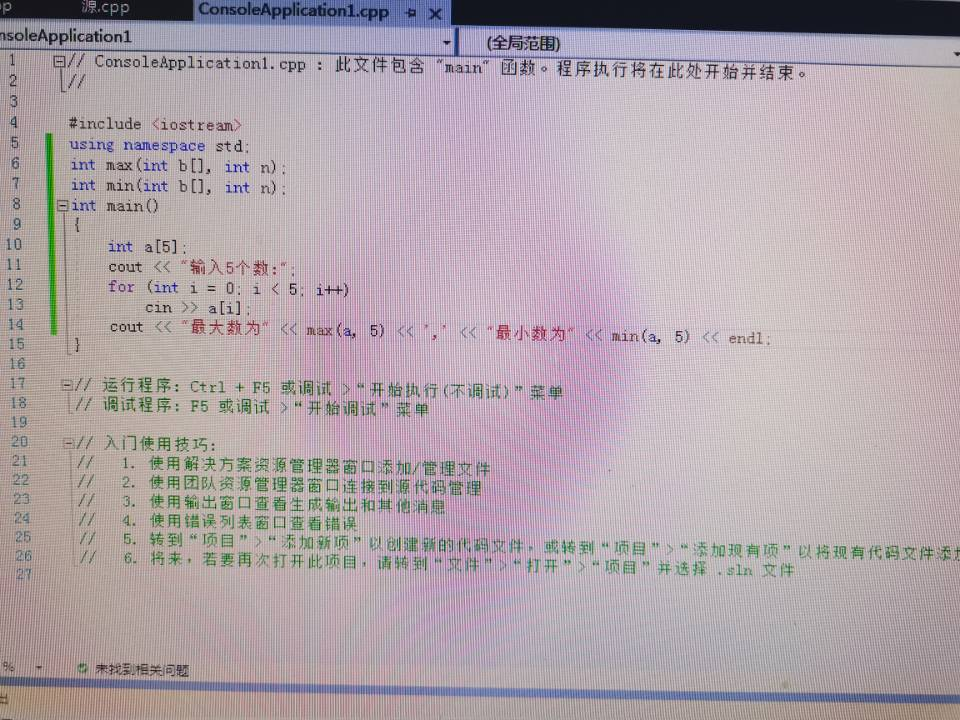 源.cpp
ConsoleApplication1.cpp
nsoleApplication1
(全局范围)
1 // ConsoleApplication1.cpp : 此文件包含 "main" 函数。程序执行将在此处开始并结束。
2 //
3
4 #include <iostream>
5 using namespace std;
6 int max(int b[], int n);
7 int min(int b[], int n);
8 int main()
9 {
10 int a[5];
11 cout << "输入5个数:";
12 for (int i = 0; i < 5; i++)
13 cin >> a[i];
14 cout << "最大数为" << max(a, 5) << ',' << "最小数为" << min(a, 5) << endl;
15 }
16
17 // 运行程序: Ctrl + F5 或调试 >“开始执行(不调试)”菜单
18 // 调试程序: F5 或调试 >“开始调试”菜单
19
20 // 入门使用技巧:
21 // 1. 使用解决方案资源管理器窗口添加/管理文件
22 // 2. 使用团队资源管理器窗口连接到源代码管理
23 // 3. 使用输出窗口查看生成输出和其他消息
24 // 4. 使用错误列表窗口查看错误
25 // 5. 转到“项目”>“添加新项”以创建新的代码文件，或转到“项目”>“添加现有项”以将现有代码文件添加
26 // 6. 将来，若要再次打开此项目，请转到“文件”>“打开”>“项目”并选择 .sln 文件
27
% 未找到相关问题